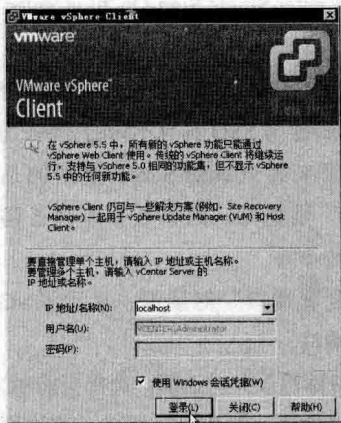 VMware vSphere Client
vmware
VMware vSphere™
Client
在 vSphere 5.5 中，所有新的 vSphere 功能只能通过
vSphere Web Client 使用。传统的 vSphere Client 将继续运
行，支持与 vSphere 5.0 相同的功能集，但不显示 vSphere
5.5 中的任何新功能。
vSphere Client 仍可与一些解决方案 (例如，Site Recovery
Manager) 一起用于 vSphere Update Manager (VUM) 和 Host
Client。
要直接管理单个主机，请输入 IP 地址或主机名称。
要管理多个主机，请输入 vCenter Server 的
IP 地址或名称。
IP 地址/名称(N): localhost
用户名(U): VCENTER\Administrator
密码(P):
使用 Windows 会话凭据(W)
登录(L) 关闭(C) 帮助(H)